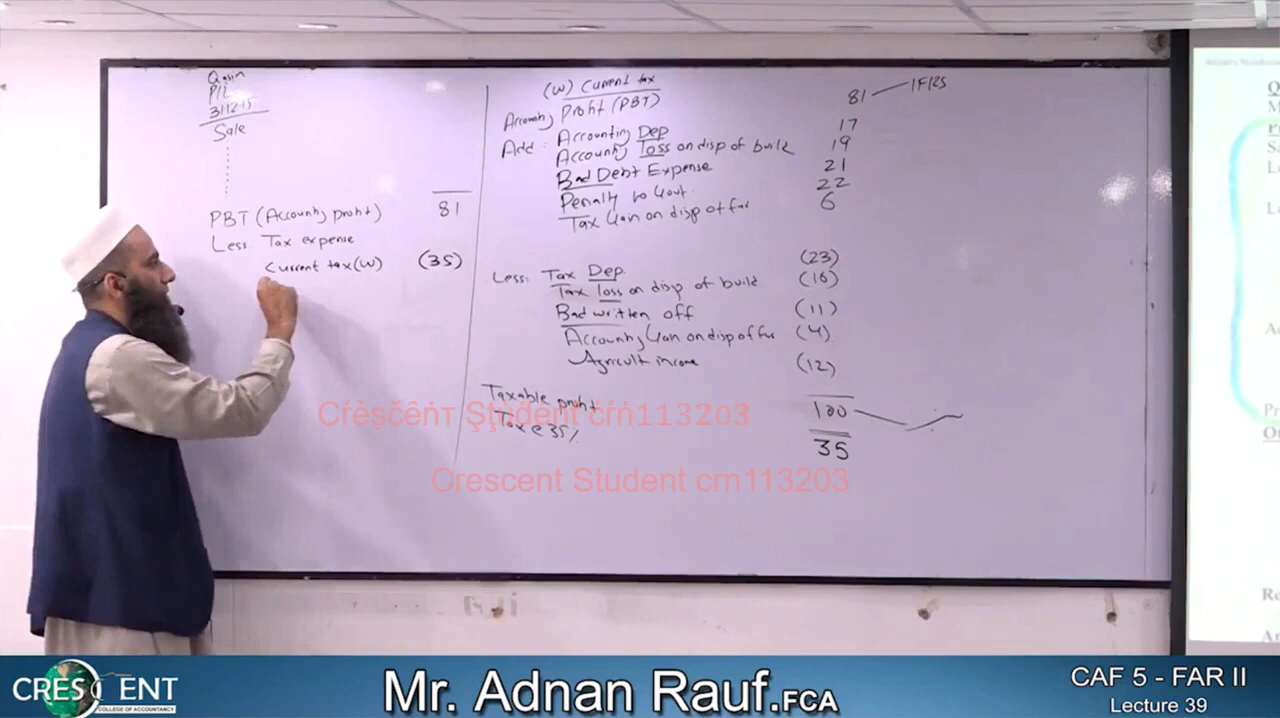 Qasim
P/L
31.12.15
Sale
PBT (Accounting profit) 81
Less Tax expense
Current tax (W) (35)
(W) Current tax
Accounting Profit (PBT) 81 IFRS
Add: Accounting Dep 17
Accounting Loss on disp of build 19
Bad Debt Expense 21
Penalty to Govt. 22
Tax Gain on disp of fur 6
Less: Tax Dep (23)
Tax loss on disp of build (16)
Bad written off (11)
Accounting Gain on disp of fur (4)
Agricult income (12)
Taxable profit 100
Tax @ 35% 35
Crescent Student crn113203
Crescent Student crn113203
CRESCENT
COLLEGE OF ACCOUNTANCY
Mr. Adnan Rauf.FCA
CAF 5 - FAR II
Lecture 39